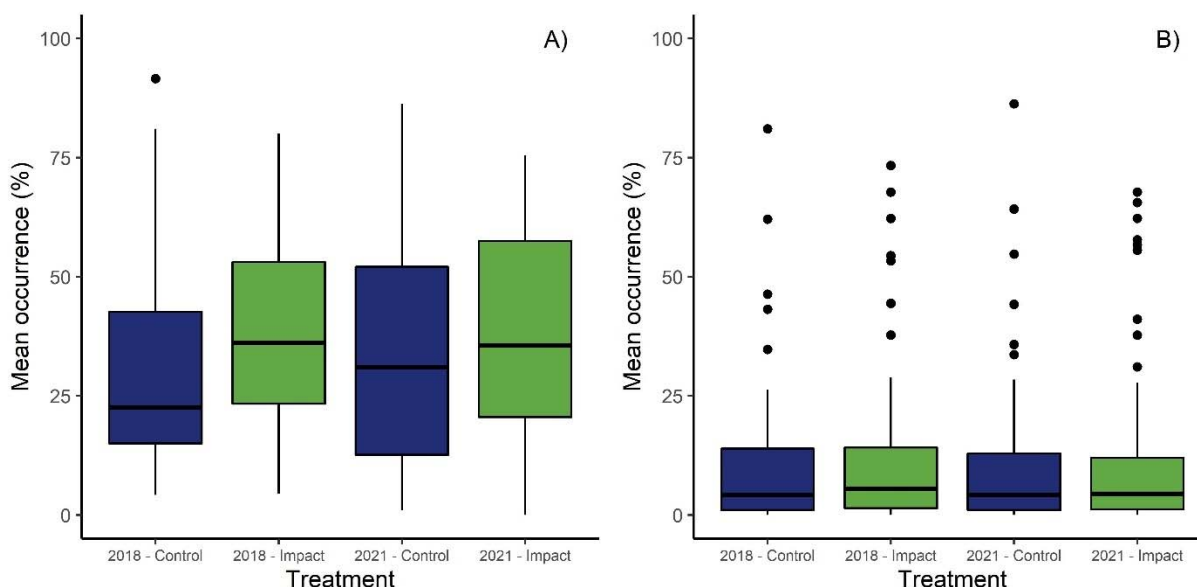 A)
Mean occurrence (%)
100
75
50
25
0
2018 - Control 2018 - Impact 2021 - Control 2021 - Impact
Treatment
B)
Mean occurrence (%)
100
75
50
25
0
2018 - Control 2018 - Impact 2021 - Control 2021 - Impact
Treatment